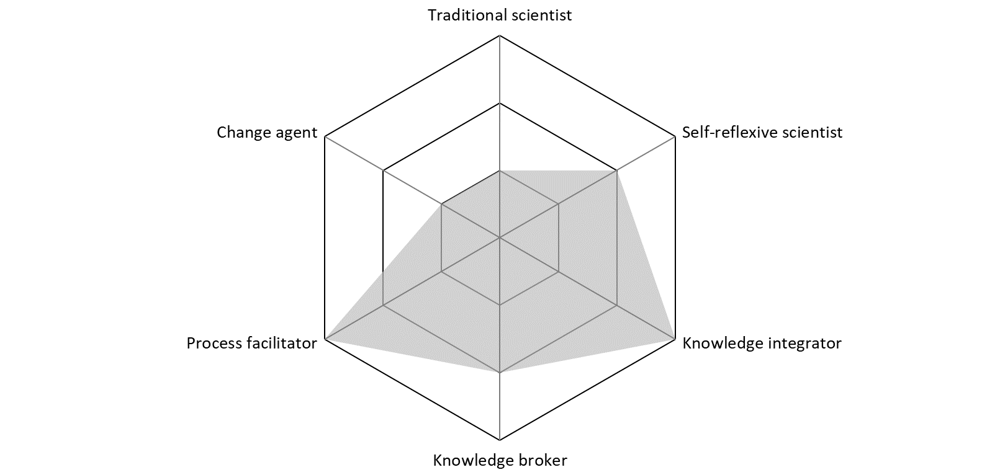 Traditional scientist
Change agent
Self-reflexive scientist
Process facilitator
Knowledge integrator
Knowledge broker